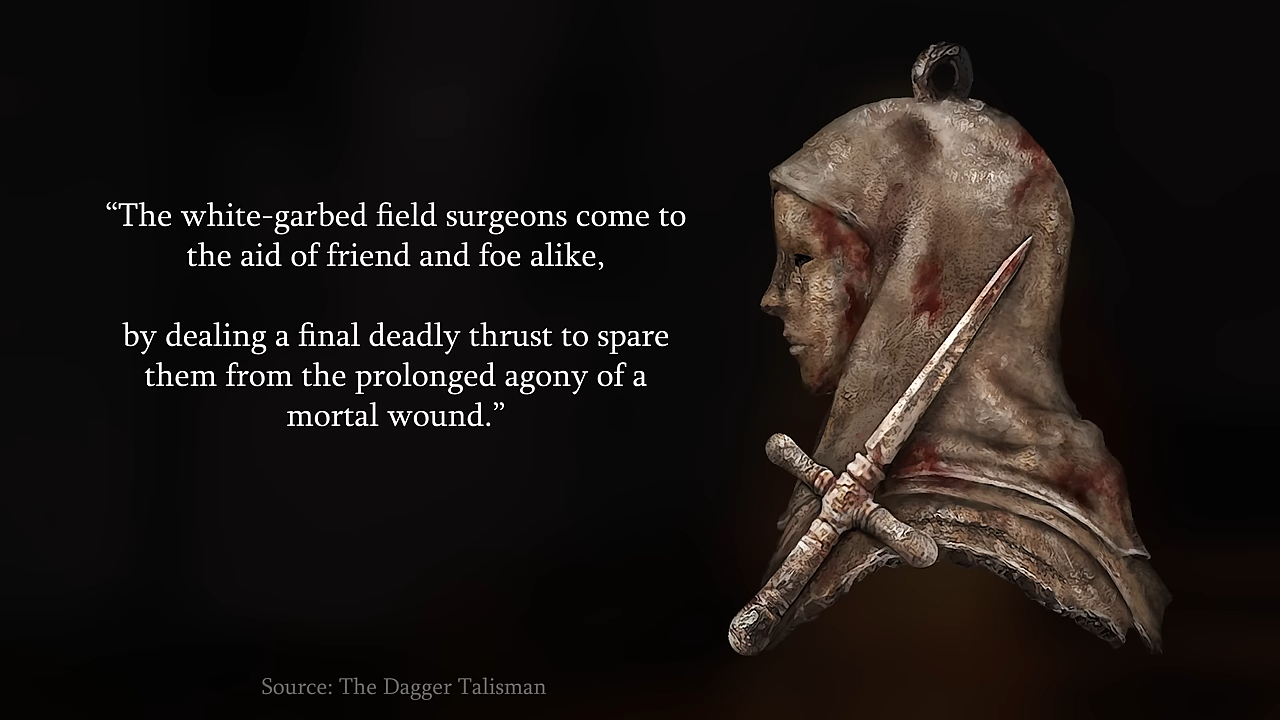 “The white-garbed field surgeons come to
the aid of friend and foe alike,
by dealing a final deadly thrust to spare
them from the prolonged agony of a
mortal wound.”
Source: The Dagger Talisman